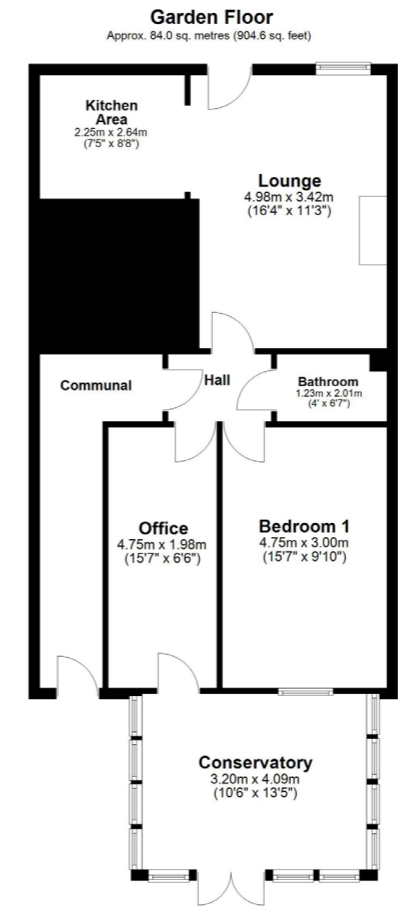 Garden Floor
Approx. 84.0 sq. metres (904.6 sq. feet)
Kitchen
Area
2.25m x 2.64m
(7'5" x 8'8")
Lounge
4.98m x 3.42m
(16'4" x 11'3")
Communal
Hall
Bathroom
1.23m x 2.01m
(4' x 6'7")
Office
4.75m x 1.98m
(15'7" x 6'6")
Bedroom 1
4.75m x 3.00m
(15'7" x 9'10")
Conservatory
3.20m x 4.09m
(10'6" x 13'5")